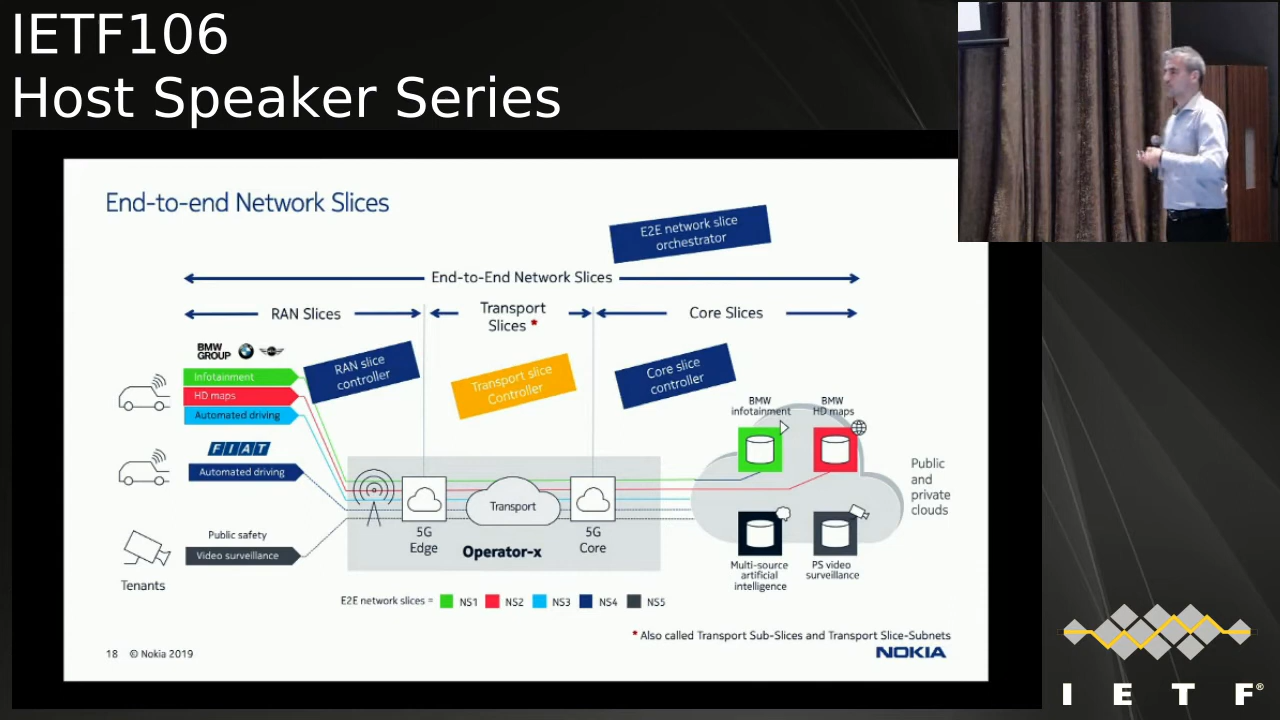 IETF106
Host Speaker Series
End-to-end Network Slices
E2E network slice
orchestrator
End-to-End Network Slices
RAN Slices
Transport
Slices *
Core Slices
BMW
GROUP
RAN slice
controller
Transport slice
Controller
Core slice
controller
Infotainment
HD maps
Automated driving
BMW
infotainment
BMW
HD maps
FIAT
Automated driving
Public
and
private
clouds
Transport
5G
Edge
5G
Core
Operator-x
Public safety
Video surveillance
Tenants
Multi-source
artificial
intelligence
PS video
surveillance
E2E network slices = NS1 NS2 NS3 NS4 NS5
* Also called Transport Sub-Slices and Transport Slice-Subnets
18 © Nokia 2019
NOKIA
I E T F®